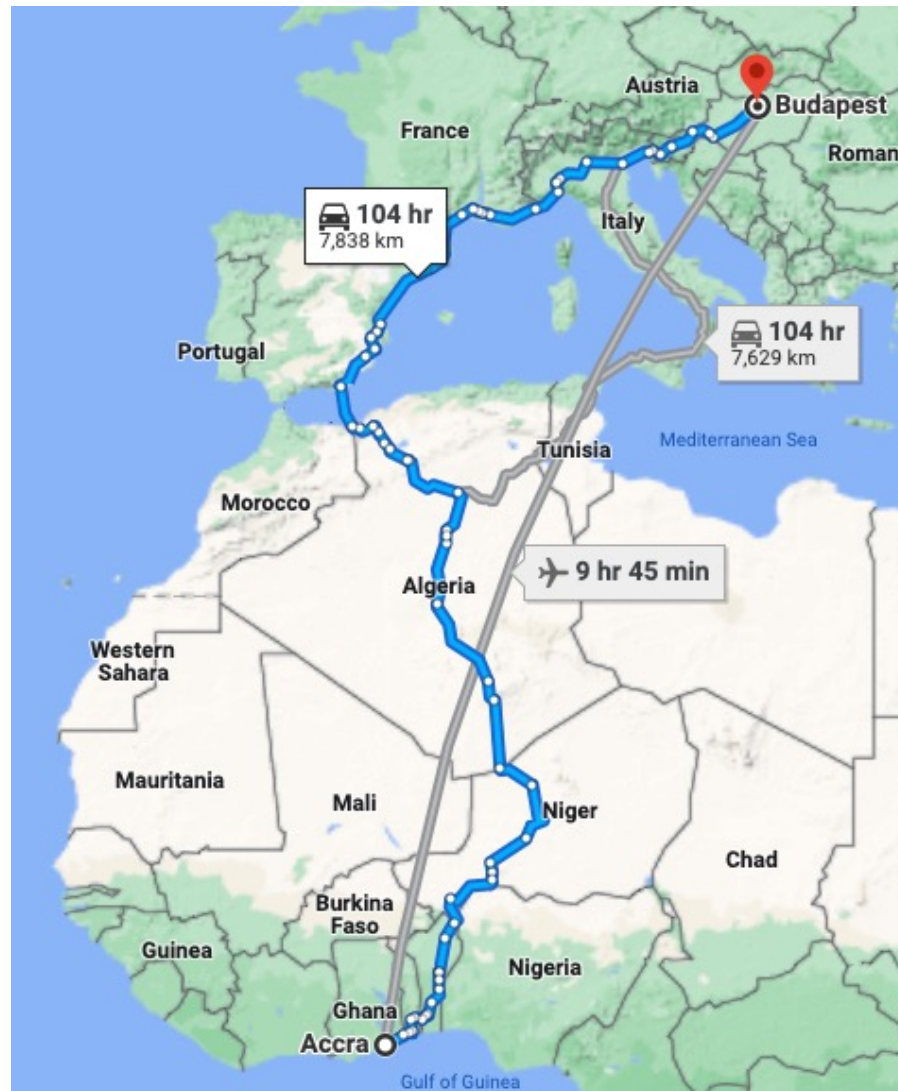 Austria
Budapest
France
Roman
104 hr
7,838 km
Italy
104 hr
7,629 km
Portugal
Mediterranean Sea
Tunisia
Morocco
9 hr 45 min
Algeria
Western
Sahara
Mauritania
Mali
Niger
Chad
Burkina
Faso
Guinea
Nigeria
Ghana
Accra
Gulf of Guinea